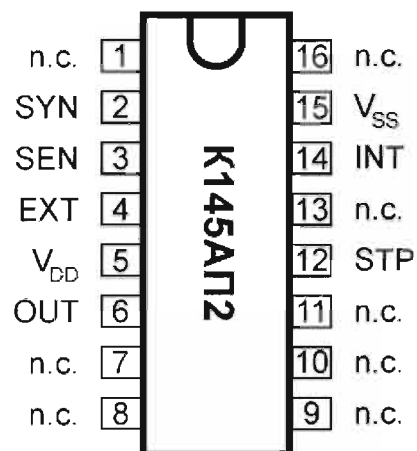 n.c. 1 16 n.c.
SYN 2 15 VSS
SEN 3 14 INT
EXT 4 13 n.c.
VDD 5 12 STP
OUT 6 11 n.c.
n.c. 7 10 n.c.
n.c. 8 9 n.c.
К145АП2